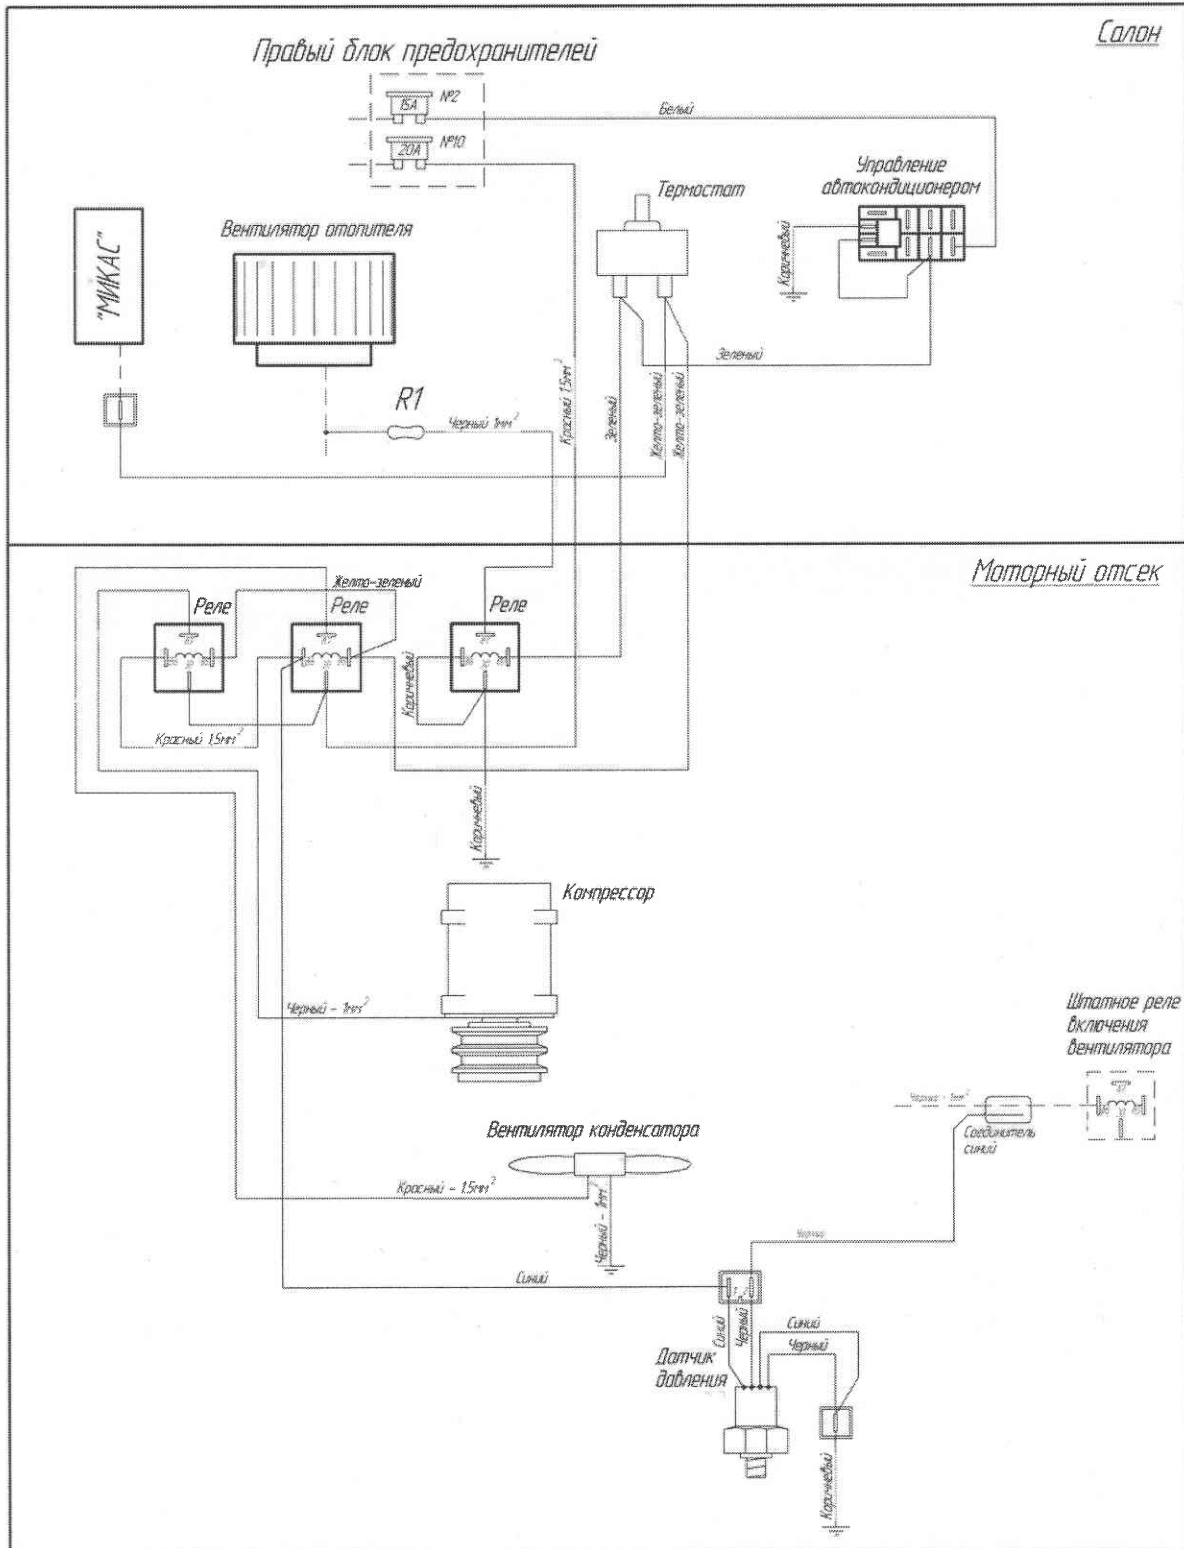 Салон
Правый блок предохранителей
15А
№2
20А
№10
Белый
Управление
автокондиционером
Термостат
Вентилятор отопителя
"МИКАС"
Коричневый
Зеленый
R1
Черный 1мм²
Красный 1,5мм²
Зеленый
Желто-зеленый
Желто-зеленый
Моторный отсек
Желто-зеленый
Реле
Реле
Реле
Коричневый
Красный 1,5мм²
Коричневый
Компрессор
Черный - 1мм²
Штатное реле
включения
вентилятора
Черный - 1мм²
Соединитель
синий
Вентилятор конденсатора
Красный - 1,5мм²
Черный - 1мм²
Черный
Синий
Синий
Черный
Синий
Черный
Датчик
давления
Коричневый